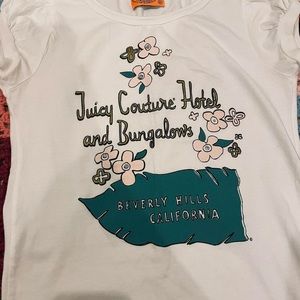 Juicy Couture Hotel
and Bungalows
BEVERLY HILLS
CALIFORNIA